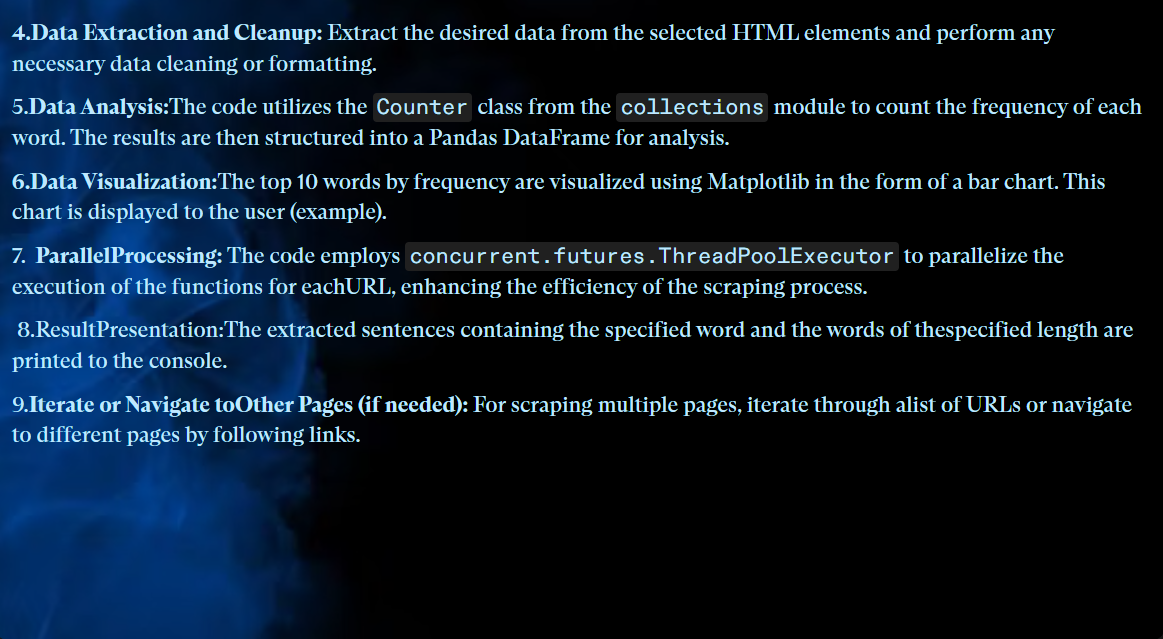 4.Data Extraction and Cleanup: Extract the desired data from the selected HTML elements and perform any
necessary data cleaning or formatting.
5.Data Analysis:The code utilizes the Counter class from the collections module to count the frequency of each
word. The results are then structured into a Pandas DataFrame for analysis.
6.Data Visualization:The top 10 words by frequency are visualized using Matplotlib in the form of a bar chart. This
chart is displayed to the user (example).
7. ParallelProcessing: The code employs concurrent.futures.ThreadPoolExecutor to parallelize the
execution of the functions for eachURL, enhancing the efficiency of the scraping process.
8.ResultPresentation:The extracted sentences containing the specified word and the words of thespecified length are
printed to the console.
9.Iterate or Navigate toOther Pages (if needed): For scraping multiple pages, iterate through alist of URLs or navigate
to different pages by following links.